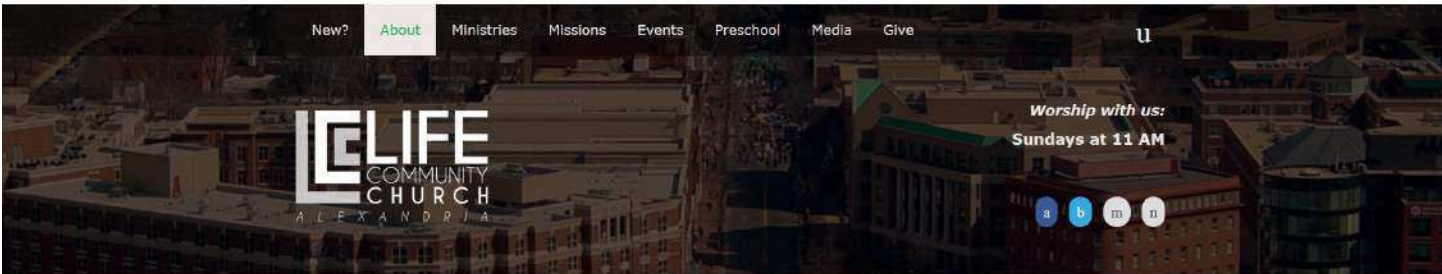 New? About Ministries Missions Events Preschool Media Give u
Worship with us:
Sundays at 11 AM
LCC LIFE
COMMUNITY
CHURCH
ALEXANDRIA
a b m n